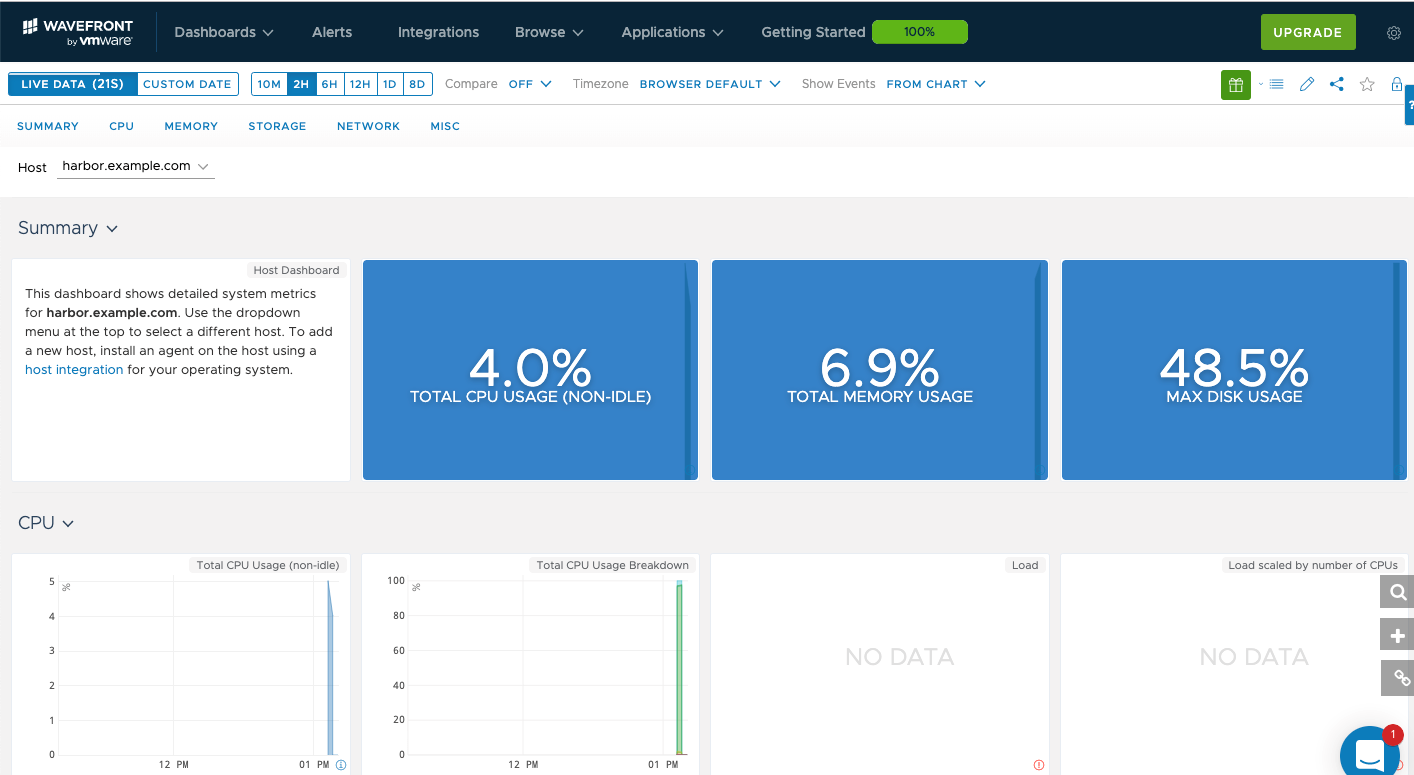 WAVEFRONT
by vmware
Dashboards
Alerts
Integrations
Browse
Applications
Getting Started
100%
UPGRADE
LIVE DATA (21S)
CUSTOM DATE
10M 2H 6H 12H 1D 8D
Compare OFF
Timezone BROWSER DEFAULT
Show Events FROM CHART
?
SUMMARY CPU MEMORY STORAGE NETWORK MISC
Host harbor.example.com
Summary
Host Dashboard
This dashboard shows detailed system metrics
for harbor.example.com. Use the dropdown
menu at the top to select a different host. To add
a new host, install an agent on the host using a
host integration for your operating system.
4.0%
TOTAL CPU USAGE (NON-IDLE)
6.9%
TOTAL MEMORY USAGE
48.5%
MAX DISK USAGE
CPU
Total CPU Usage (non-idle)
%
5
4
3
2
1
0
12 PM
01 PM
Total CPU Usage Breakdown
%
100
80
60
40
20
0
12 PM
01 PM
Load
NO DATA
Load scaled by number of CPUs
NO DATA
1